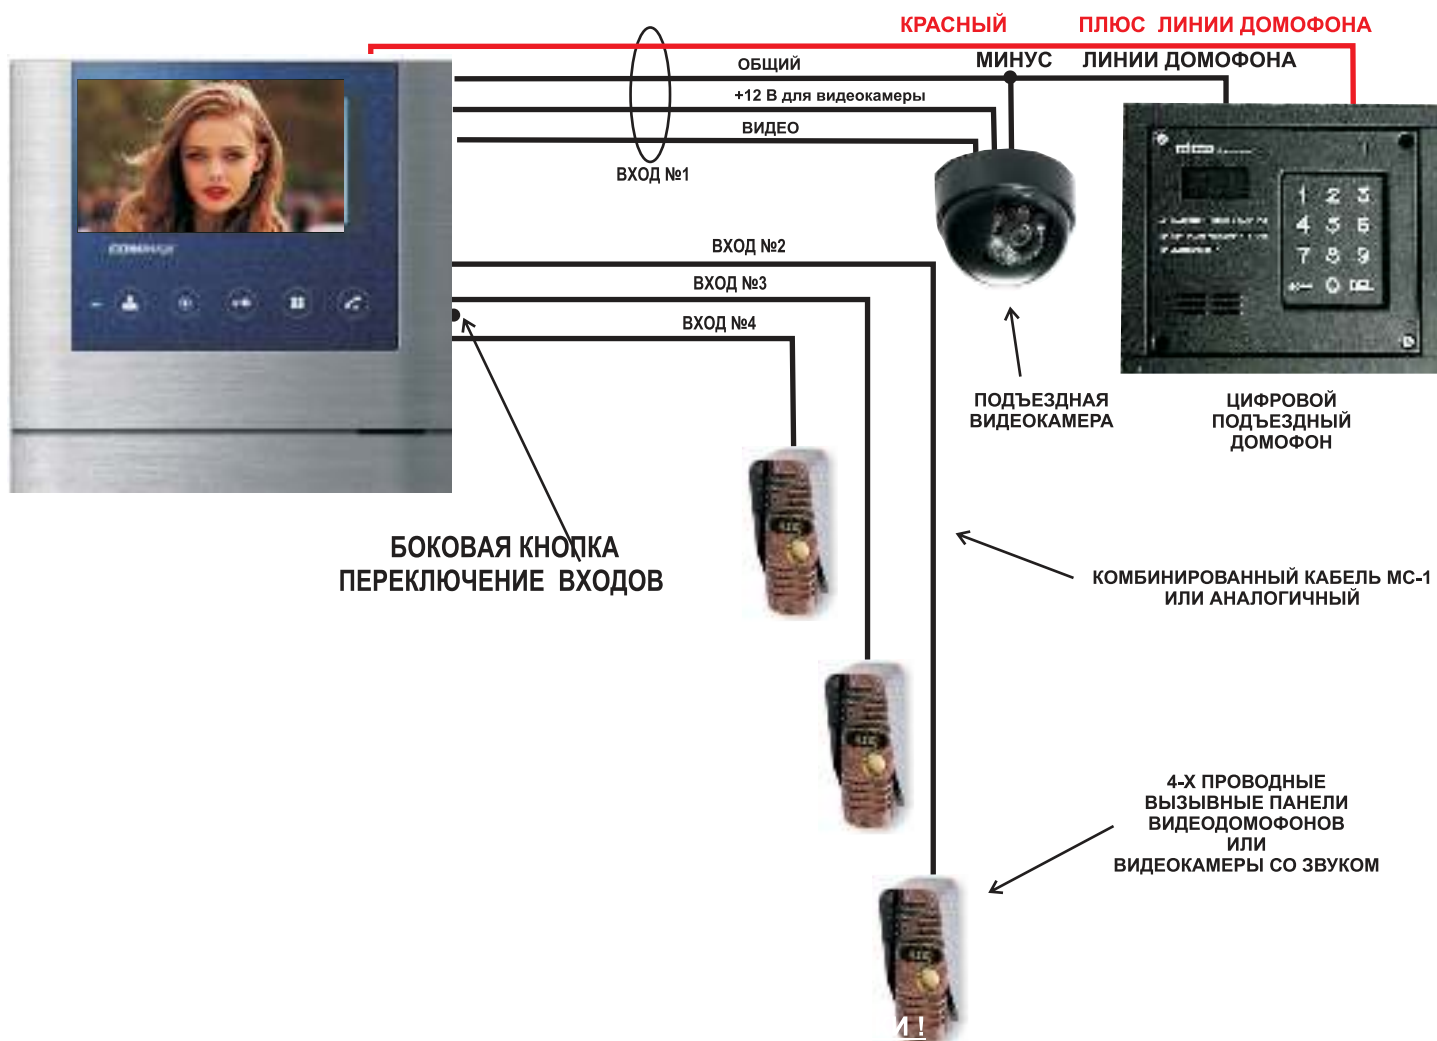 КРАСНЫЙ ПЛЮС ЛИНИИ ДОМОФОНА
МИНУС ЛИНИИ ДОМОФОНА
ОБЩИЙ
+12 В для видеокамеры
ВИДЕО
ВХОД №1
ВХОД №2
ВХОД №3
ВХОД №4
COMMAX
1 2 3
4 5 6
7 8 9
0
ПОДЪЕЗДНАЯ
ВИДЕОКАМЕРА
ЦИФРОВОЙ
ПОДЪЕЗДНЫЙ
ДОМОФОН
БОКОВАЯ КНОПКА
ПЕРЕКЛЮЧЕНИЕ ВХОДОВ
КОМБИНИРОВАННЫЙ КАБЕЛЬ МС-1
ИЛИ АНАЛОГИЧНЫЙ
4-Х ПРОВОДНЫЕ
ВЫЗЫВНЫЕ ПАНЕЛИ
ВИДЕОДОМОФОНОВ
ИЛИ
ВИДЕОКАМЕРЫ СО ЗВУКОМ
И !